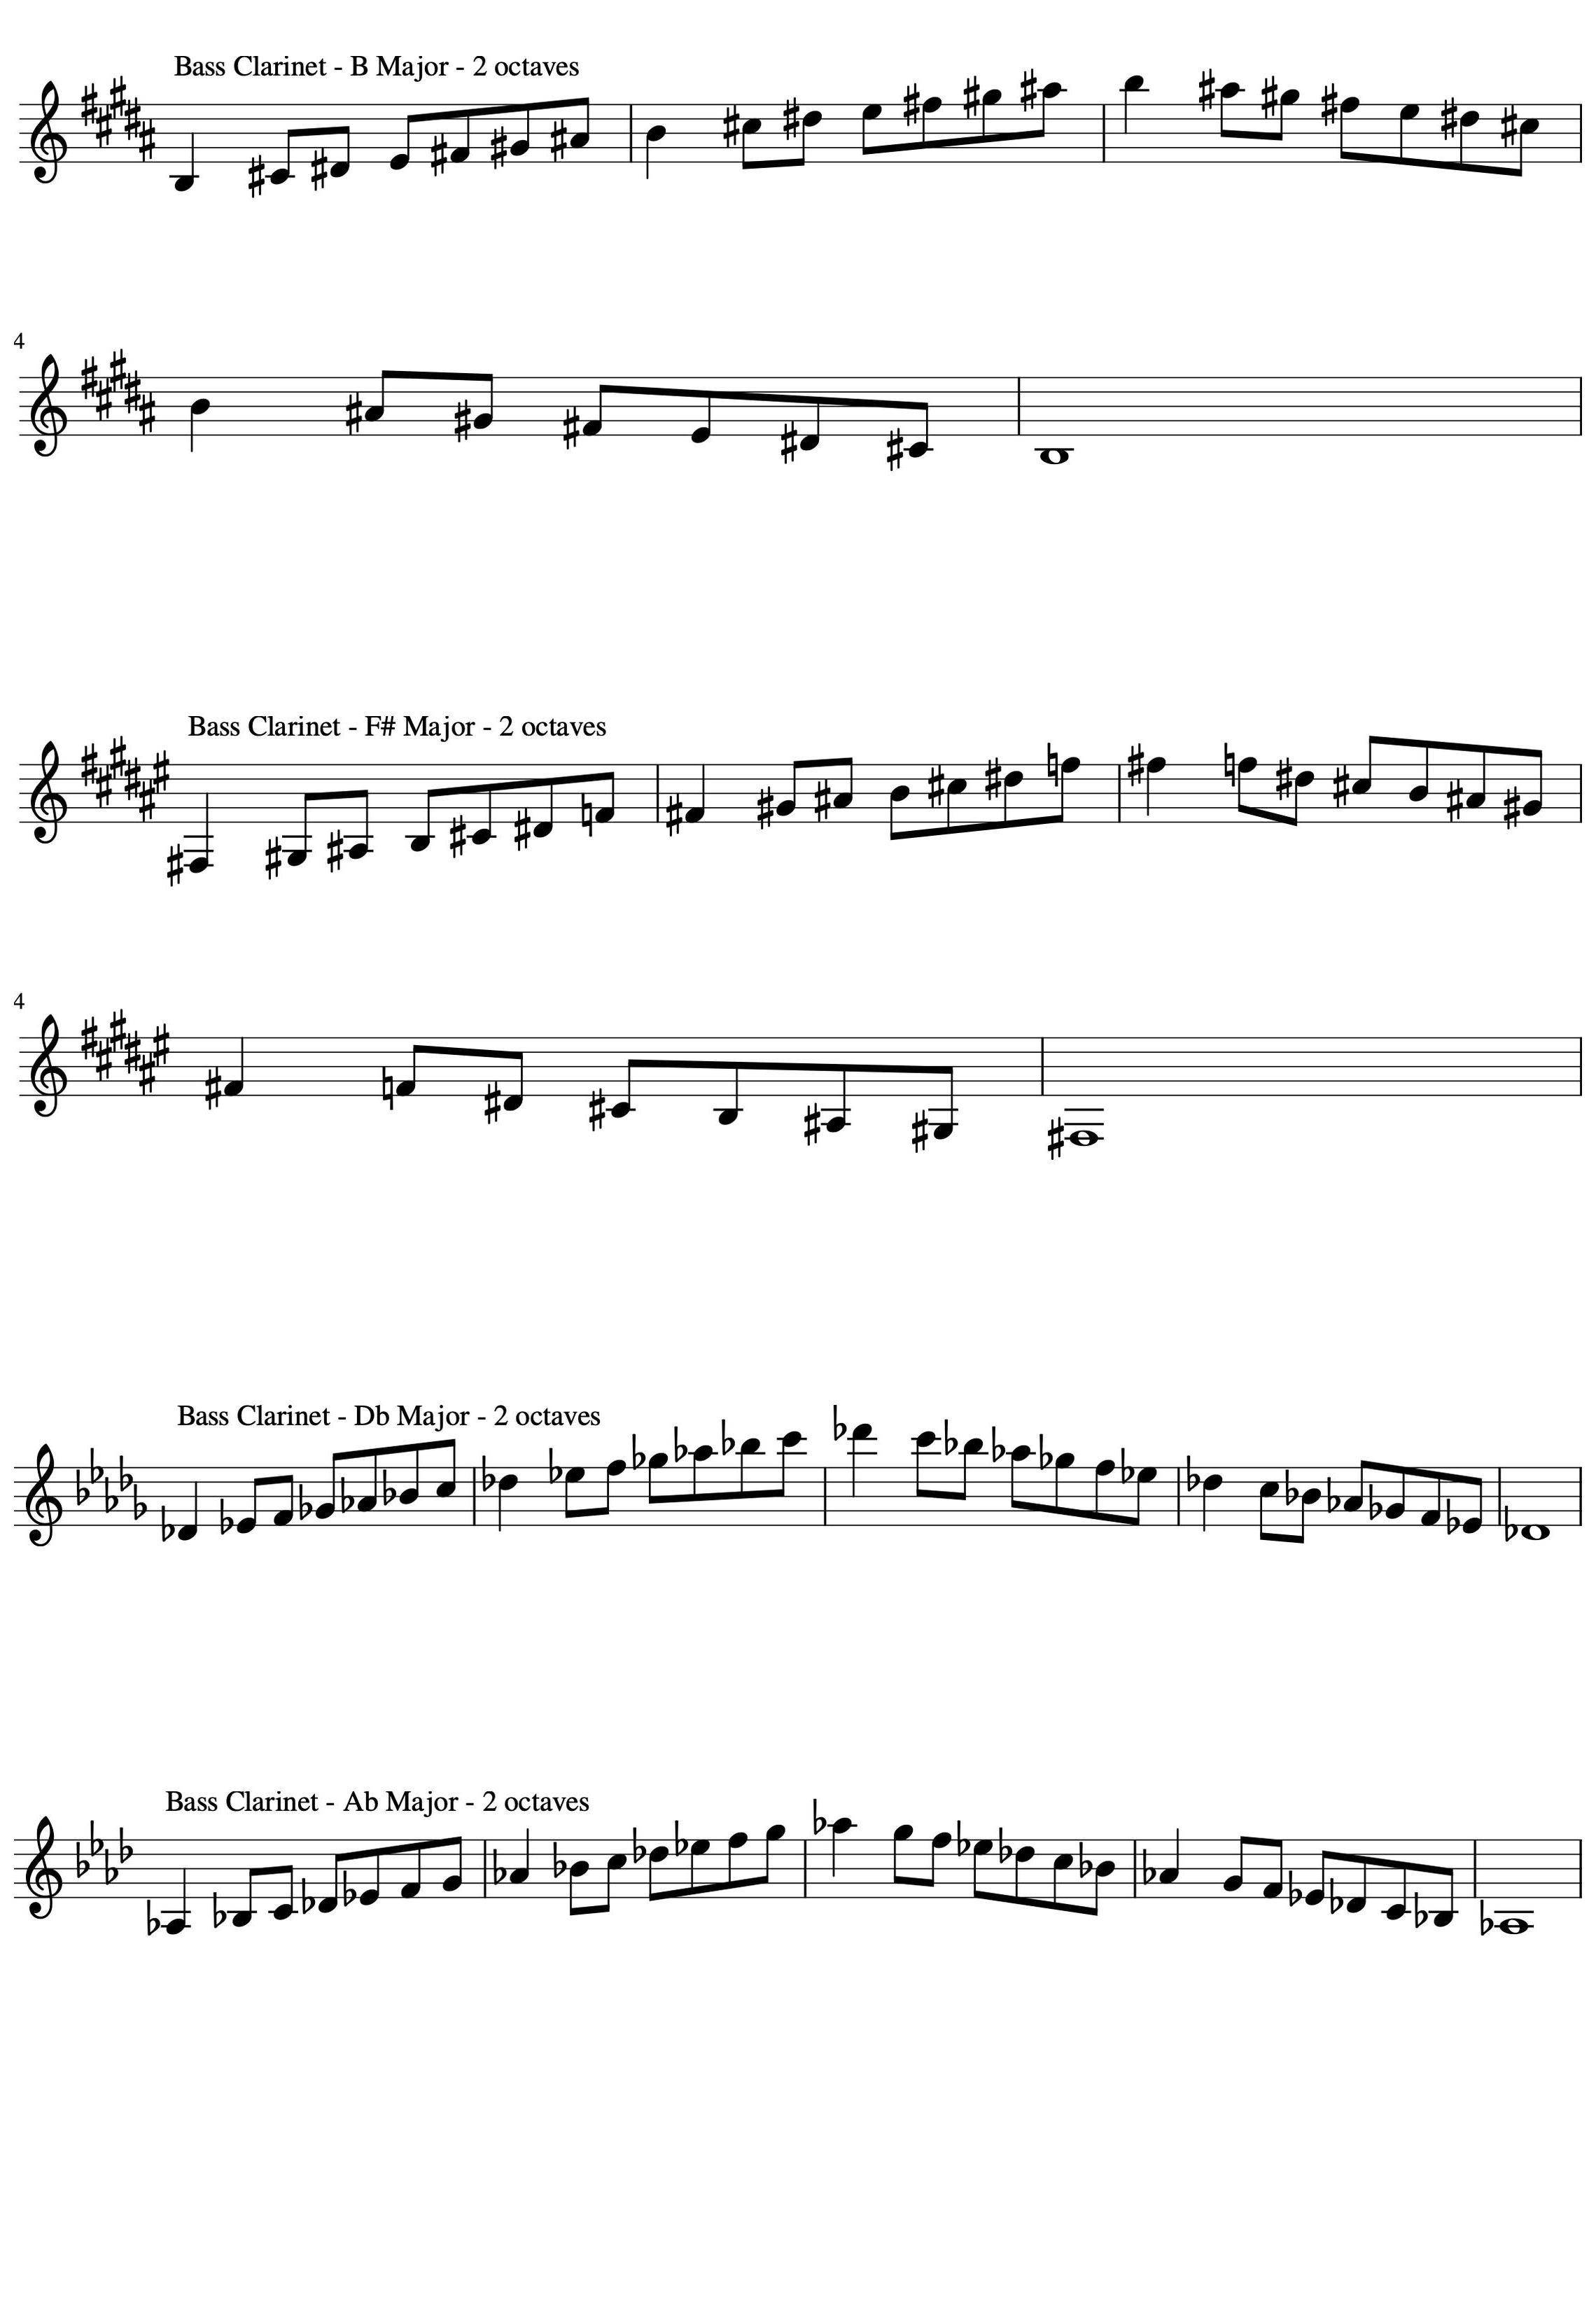 Bass Clarinet - B Major - 2 octaves
4
Bass Clarinet - F# Major - 2 octaves
4
Bass Clarinet - Db Major - 2 octaves
Bass Clarinet - Ab Major - 2 octaves